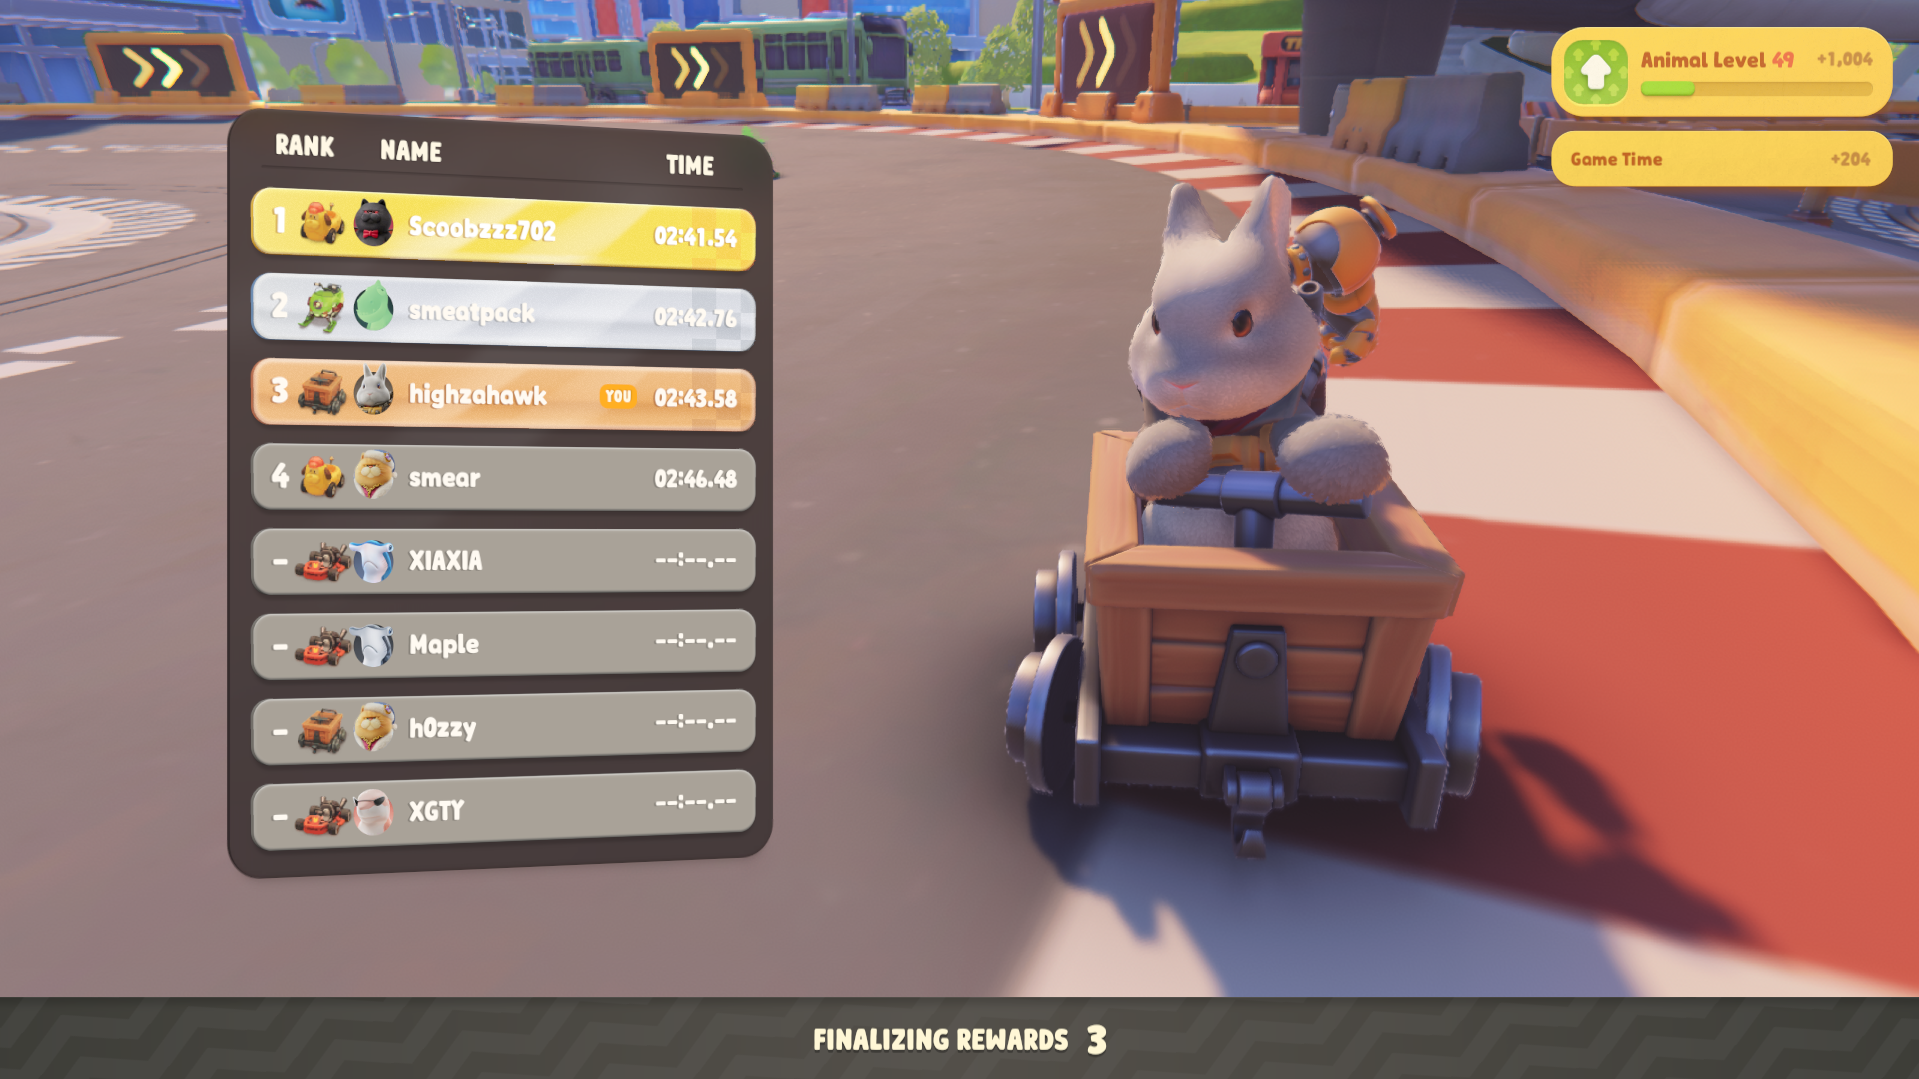 RANK NAME TIME
1 Scoobzzz702 02:41.54
2 smeatpack 02:42.76
3 highzahawk YOU 02:43.58
4 smear 02:46.48
– XIAXIA --:--.--
– Maple --:--.--
– h0zzy --:--.--
– XGTY --:--.--
Animal Level 49 +1,004
Game Time +204
FINALIZING REWARDS 3